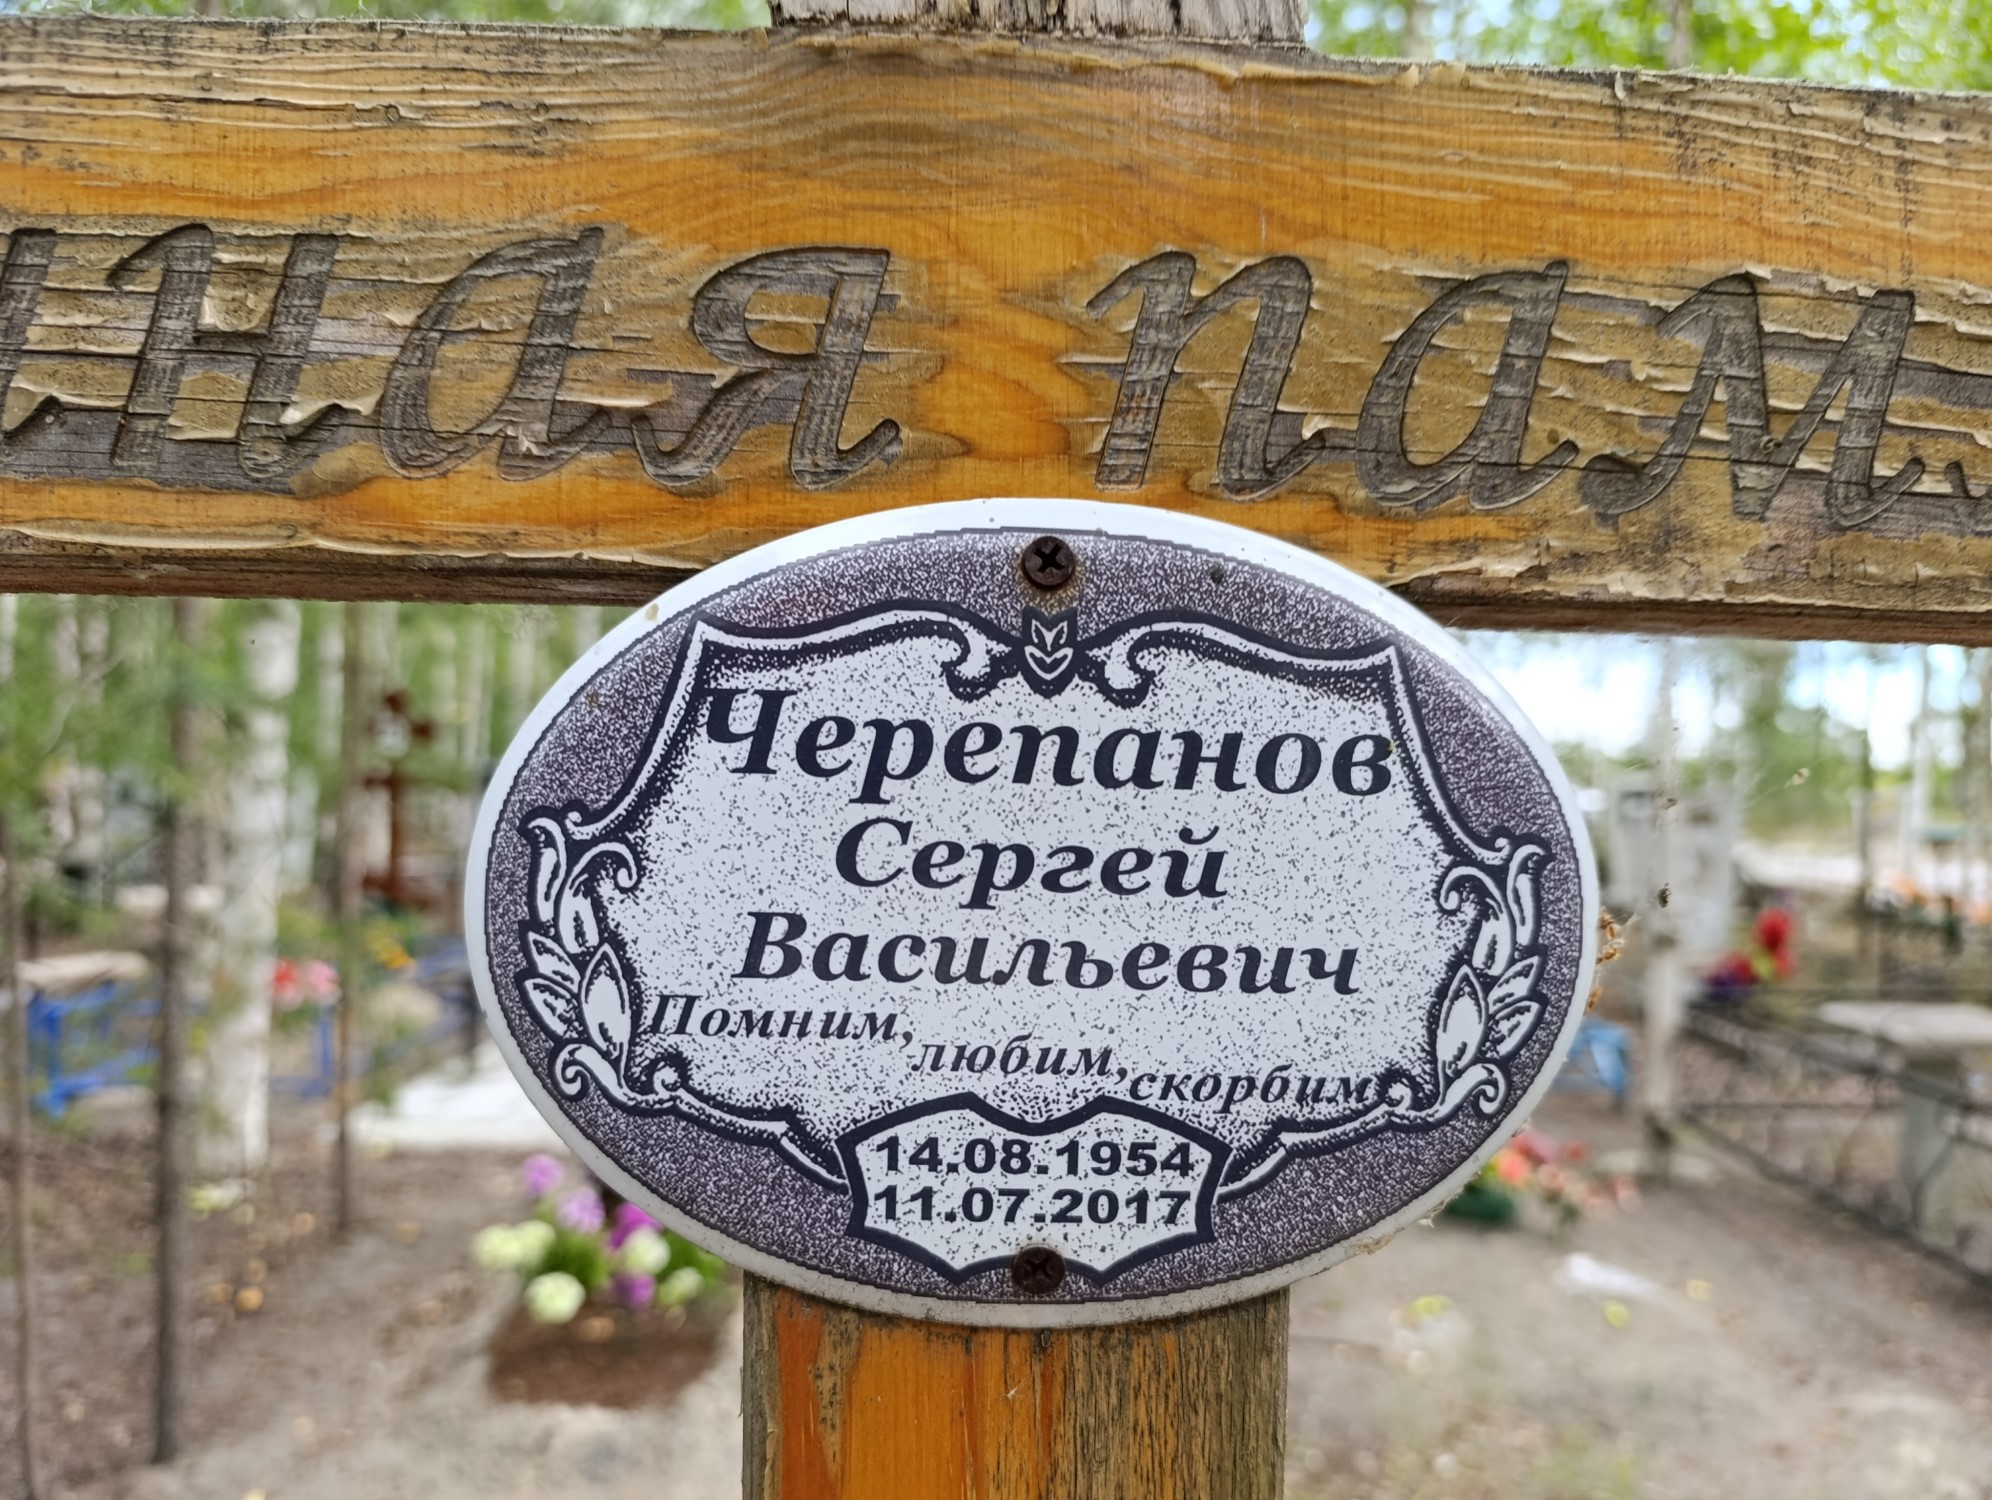 ная пам
Черепанов
Сергей
Васильевич
Помним, любим, скорбим
14.08.1954
11.07.2017